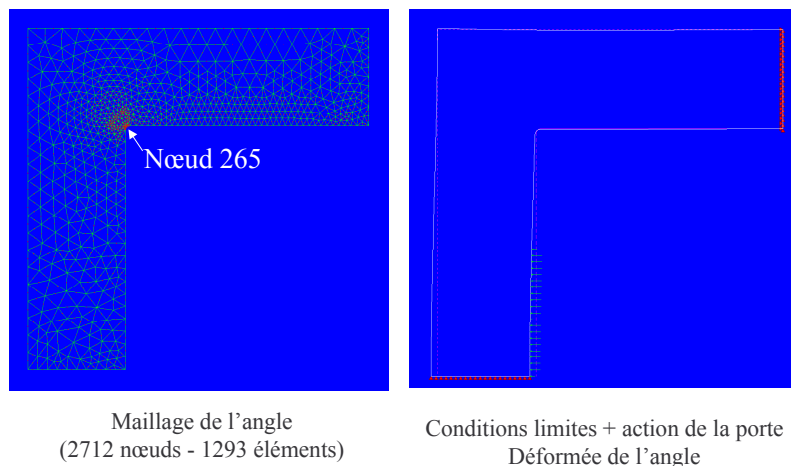 Nœud 265
Maillage de l’angle
(2712 nœuds - 1293 éléments)
Conditions limites + action de la porte
Déformée de l’angle